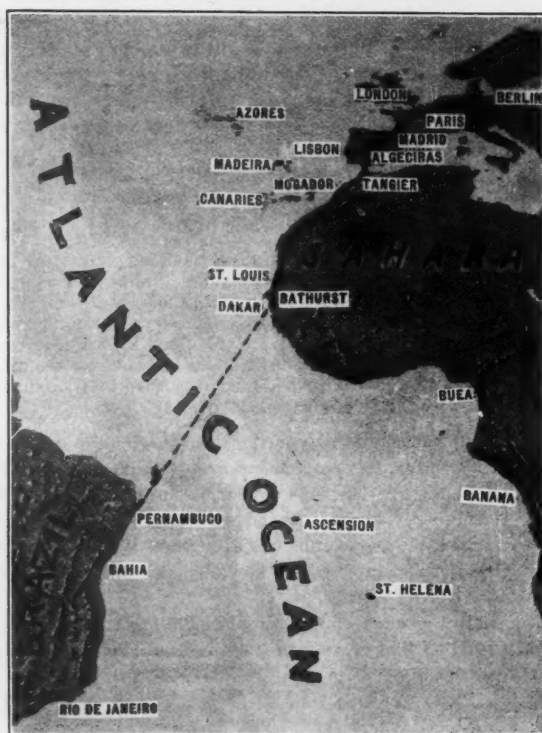 ATLANTIC OCEAN
LONDON
BERLIN
AZORES
PARIS
MADRID
LISBON
ALGECIRAS
MADEIRA
MOGADOR
TANGIER
CANARIES
SAHARA
ST. LOUIS
DAKAR
BATHURST
BUEA
BANANA
PERNAMBUCO
ASCENSION
BAHIA
ST. HELENA
RIO DE JANEIRO